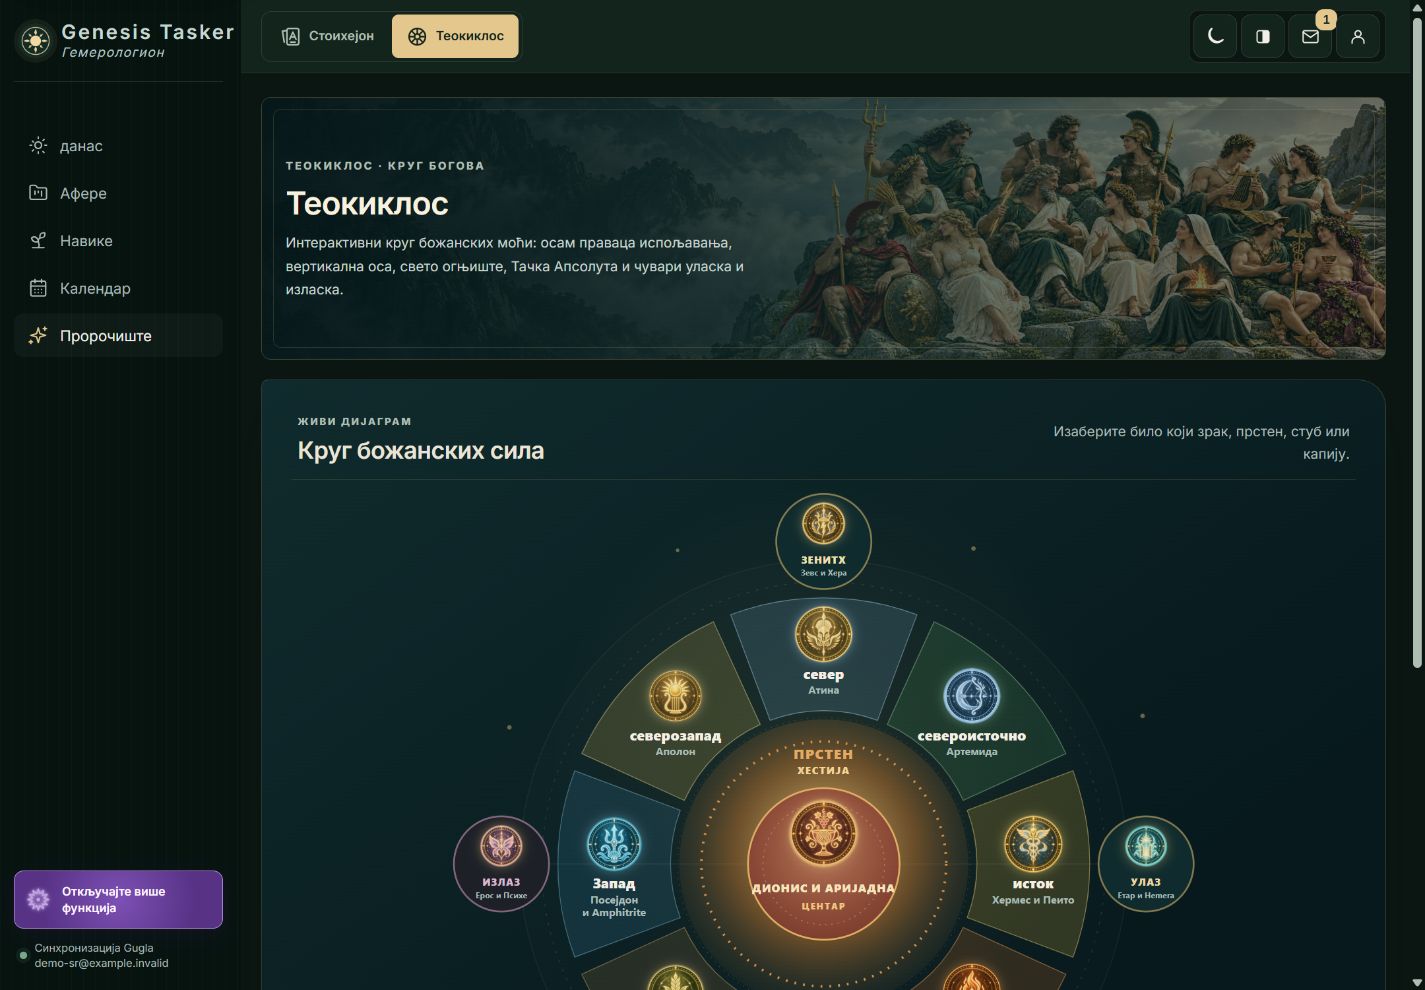 Genesis Tasker
Гемерологион
Стоихејон
Теокиклос
1
данас
Афере
Навике
Календар
Пророчиште
ТЕОКИКЛОС · КРУГ БОГОВА
Теокиклос
Интерактивни круг божанских моћи: осам праваца испољавања,
вертикална оса, свето огњиште, Тачка Апсолута и чувари уласка и
изласка.
ЖИВИ ДИЈАГРАМ
Круг божанских сила
Изаберите било који зрак, прстен, стуб или
капију.
ЗЕНИТХ
Зевс и Хера
север
Атина
северозапад
Аполон
североисточно
Артемида
ПРСТЕН
ХЕСТИЈА
ИЗЛАЗ
Ерос и Психе
Запад
Посејдон
и Amphitrite
ДИОНИС И АРИЈАДНА
ЦЕНТАР
исток
Хермес и Пеито
УЛАЗ
Етар и Hemera
Откључајте више
функција
Синхронизација Gugla
demo-sr@example.invalid